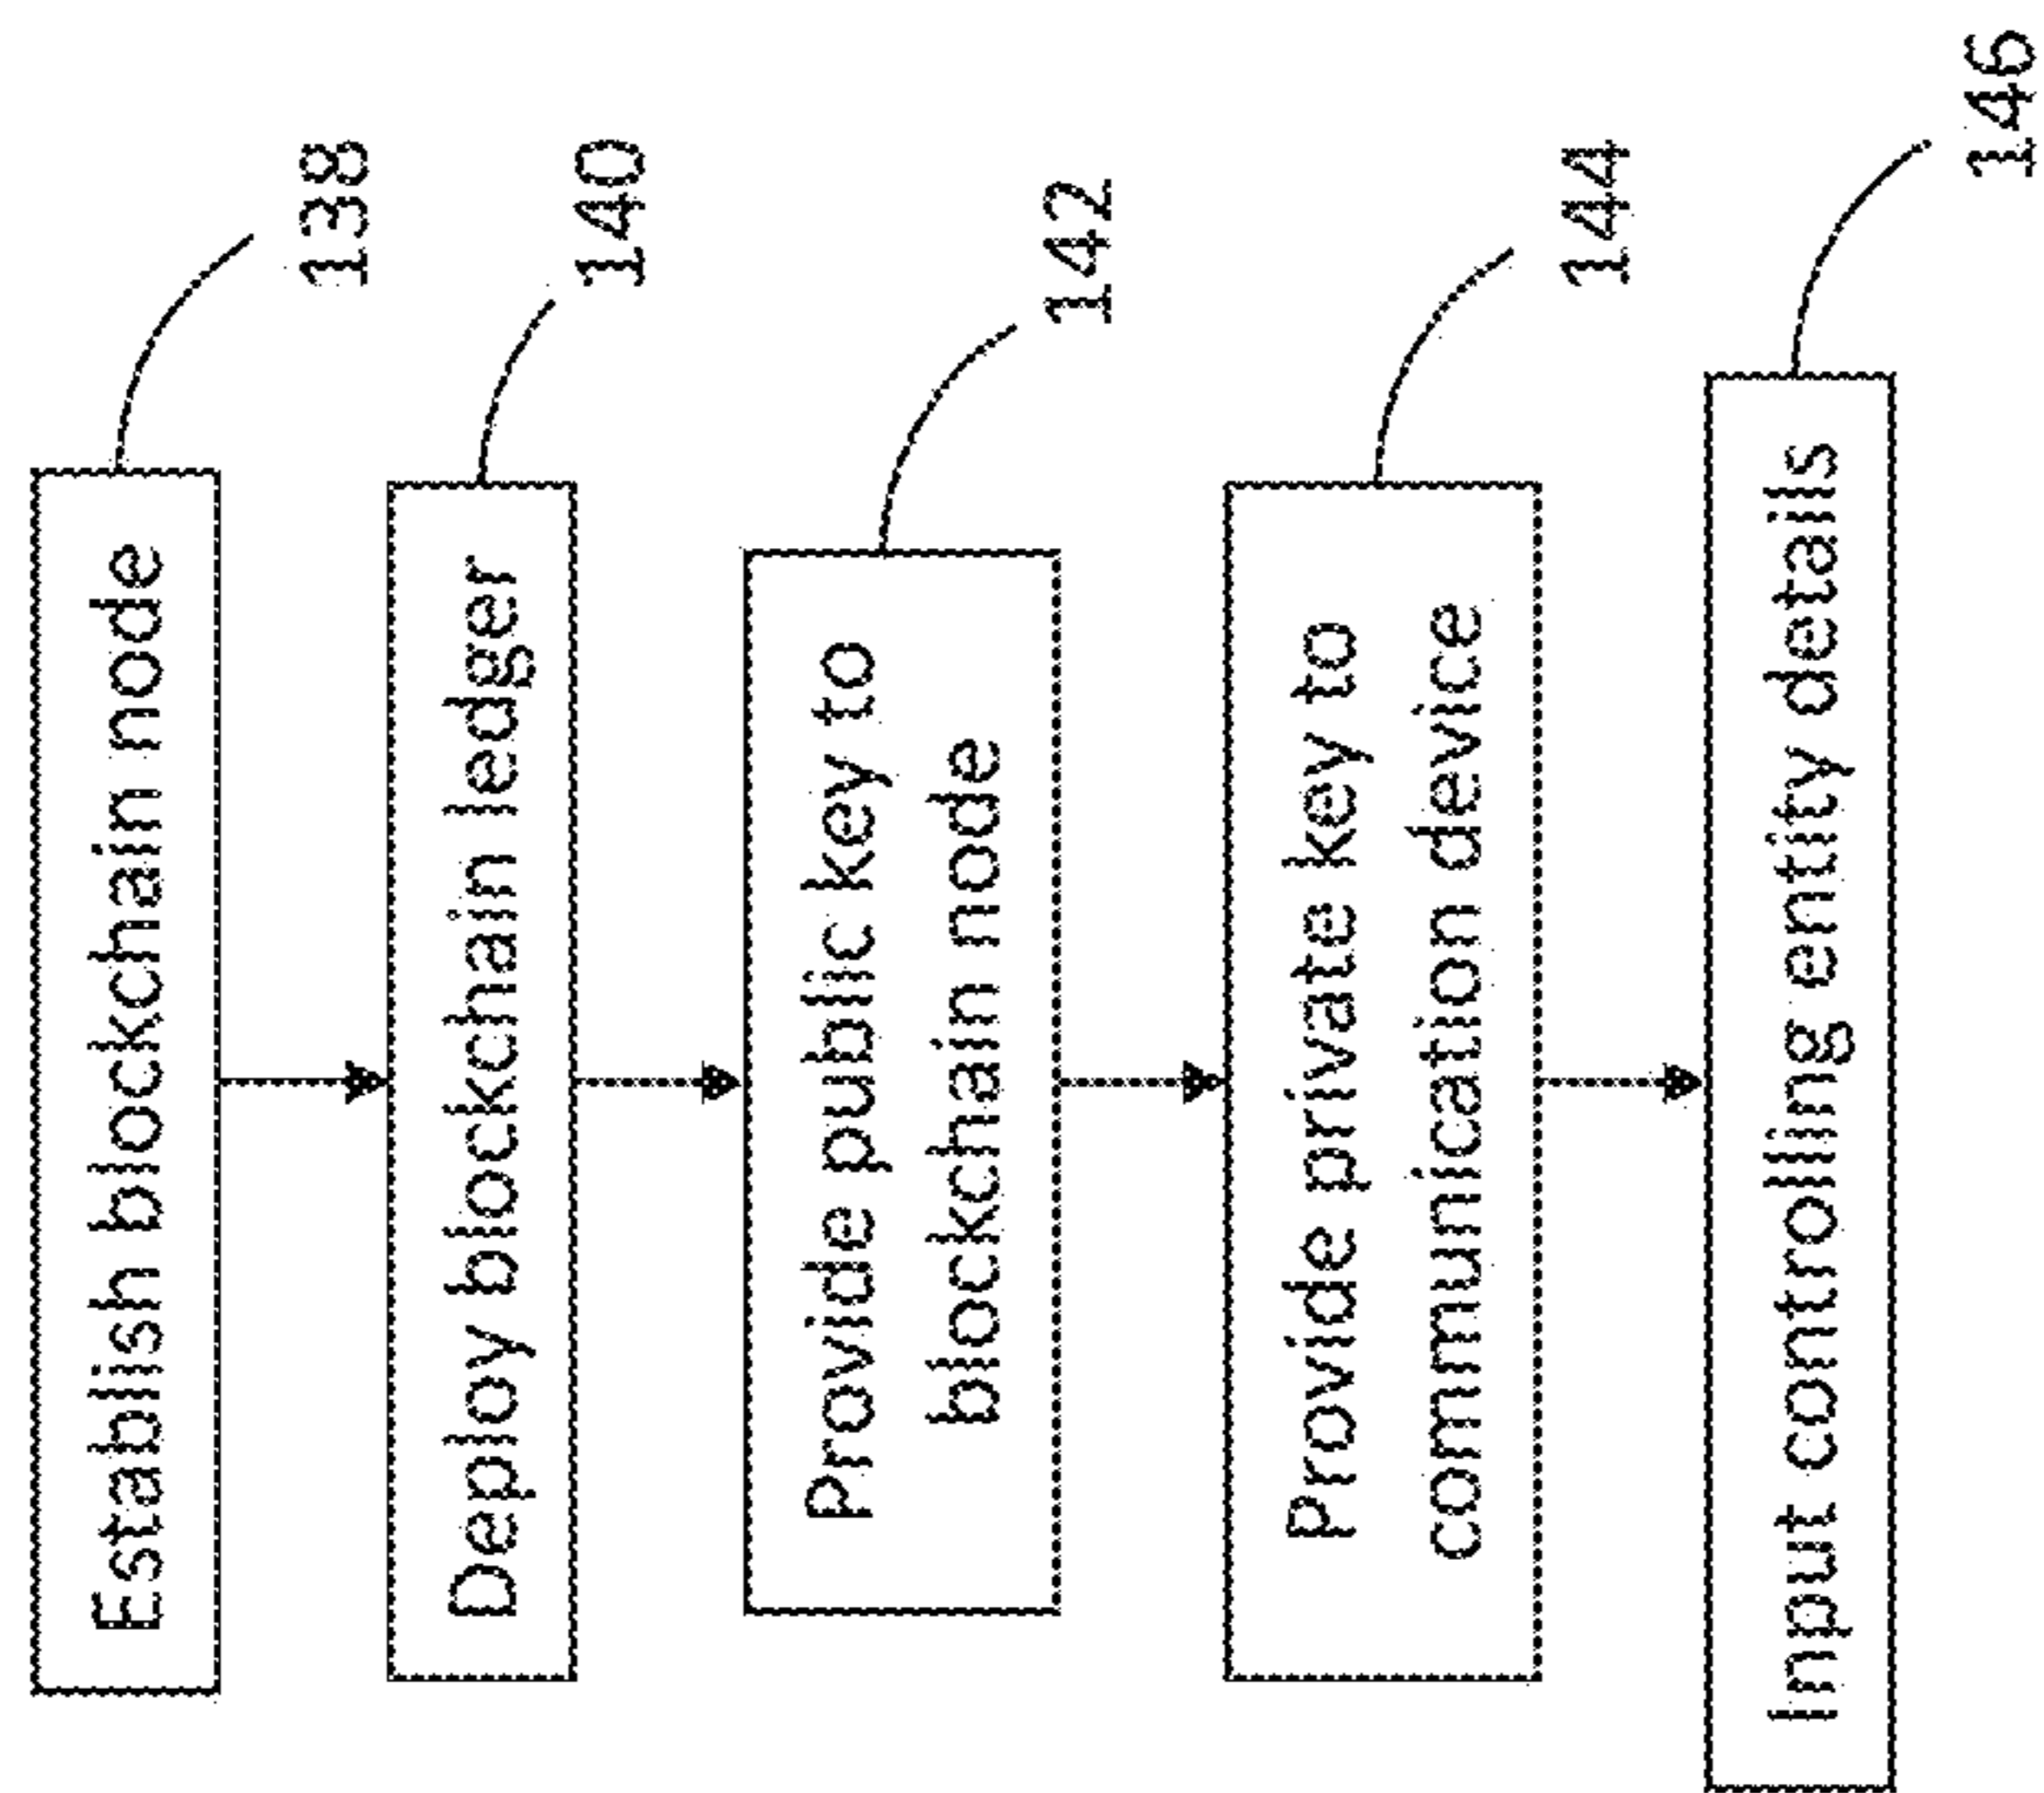 Establish blockchain node
138
Deploy blockchain ledger
140
Provide public key to
blockchain node
142
Provide private key to
communication device
144
Input controlling entity details
146